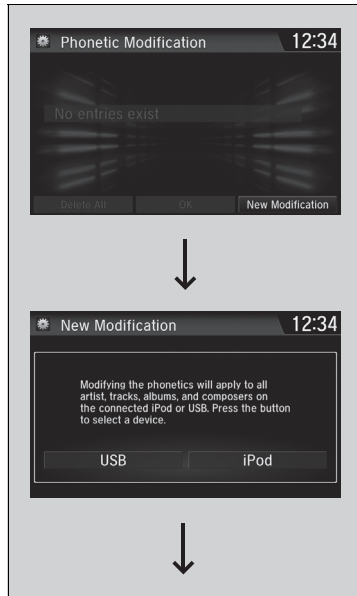 Phonetic Modification 12:34
No entries exist
Delete All OK New Modification
New Modification 12:34
Modifying the phonetics will apply to all
artist, tracks, albums, and composers on
the connected iPod or USB. Press the button
to select a device.
USB iPod